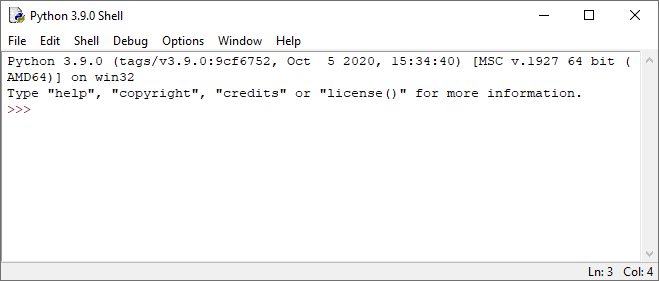 Python 3.9.0 Shell
File Edit Shell Debug Options Window Help
Python 3.9.0 (tags/v3.9.0:9cf6752, Oct  5 2020, 15:34:40) [MSC v.1927 64 bit (
AMD64)] on win32
Type "help", "copyright", "credits" or "license()" for more information.
>>>
Ln: 3 Col: 4